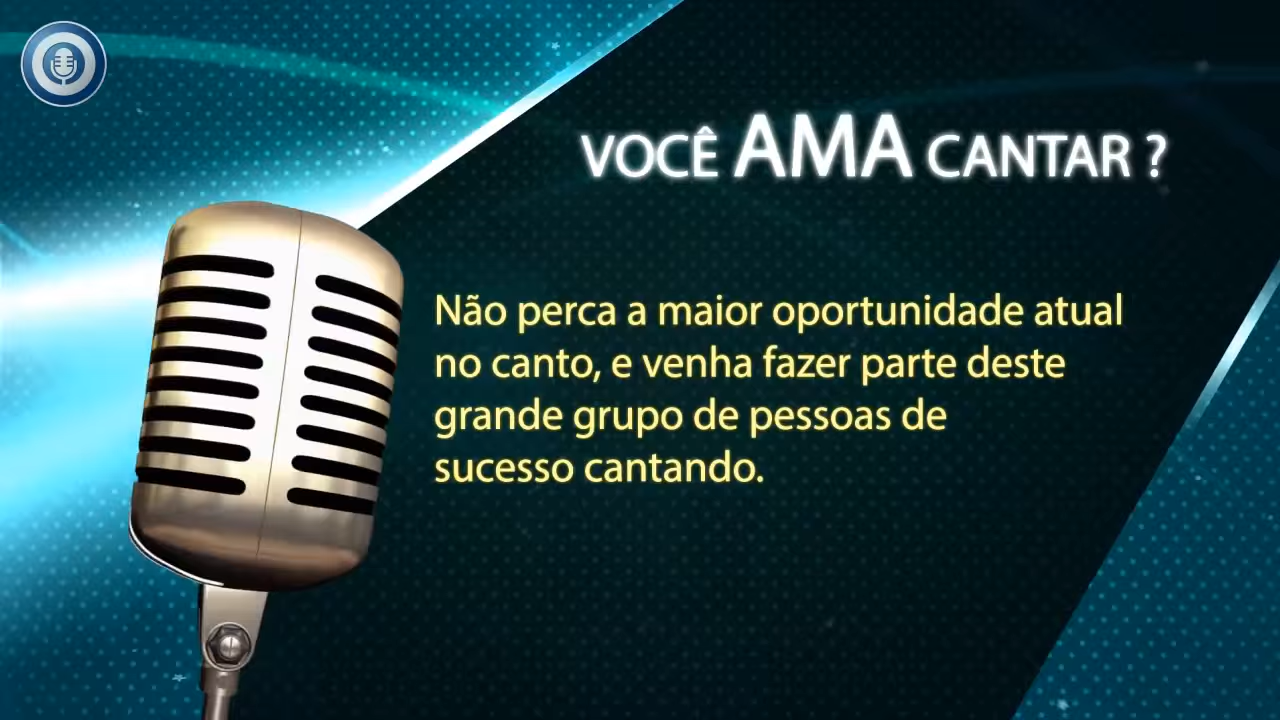 VOCÊ AMA CANTAR ?
Não perca a maior oportunidade atual
no canto, e venha fazer parte deste
grande grupo de pessoas de
sucesso cantando.